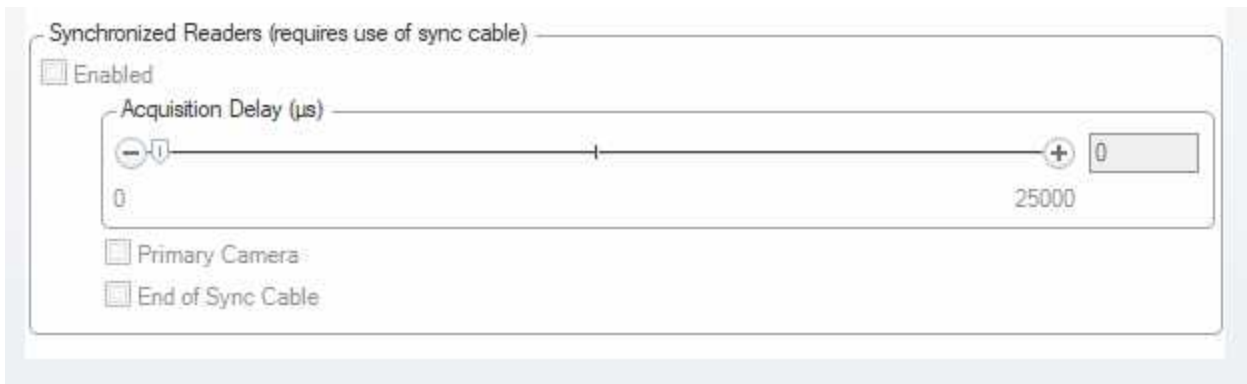 Synchronized Readers (requires use of sync cable)
Enabled
Acquisition Delay (µs)
0
0 25000
Primary Camera
End of Sync Cable